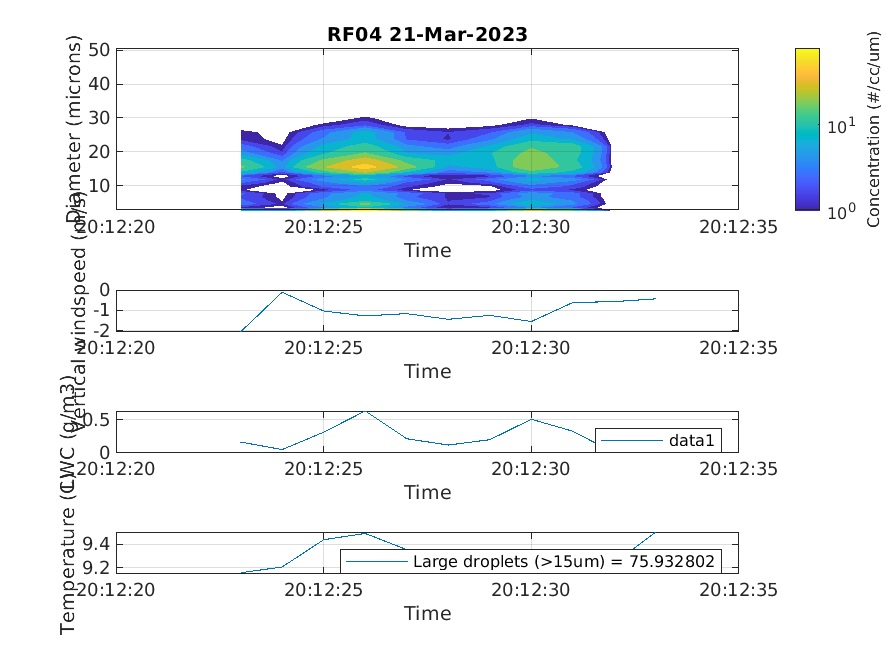 RF04 21-Mar-2023
50
40
30
20
10
Diameter (microns)
20:12:20
20:12:25
20:12:30
20:12:35
Time
10^1
10^0
Concentration (#/cc/um)
0
-1
-2
Vertical windspeed (m/s)
20:12:20
20:12:25
20:12:30
20:12:35
Time
0.5
0
LWC (g/m3)
data1
20:12:20
20:12:25
20:12:30
20:12:35
Time
9.4
9.2
Temperature (C)
Large droplets (>15um) = 75.932802
20:12:20
20:12:25
20:12:30
20:12:35
Time